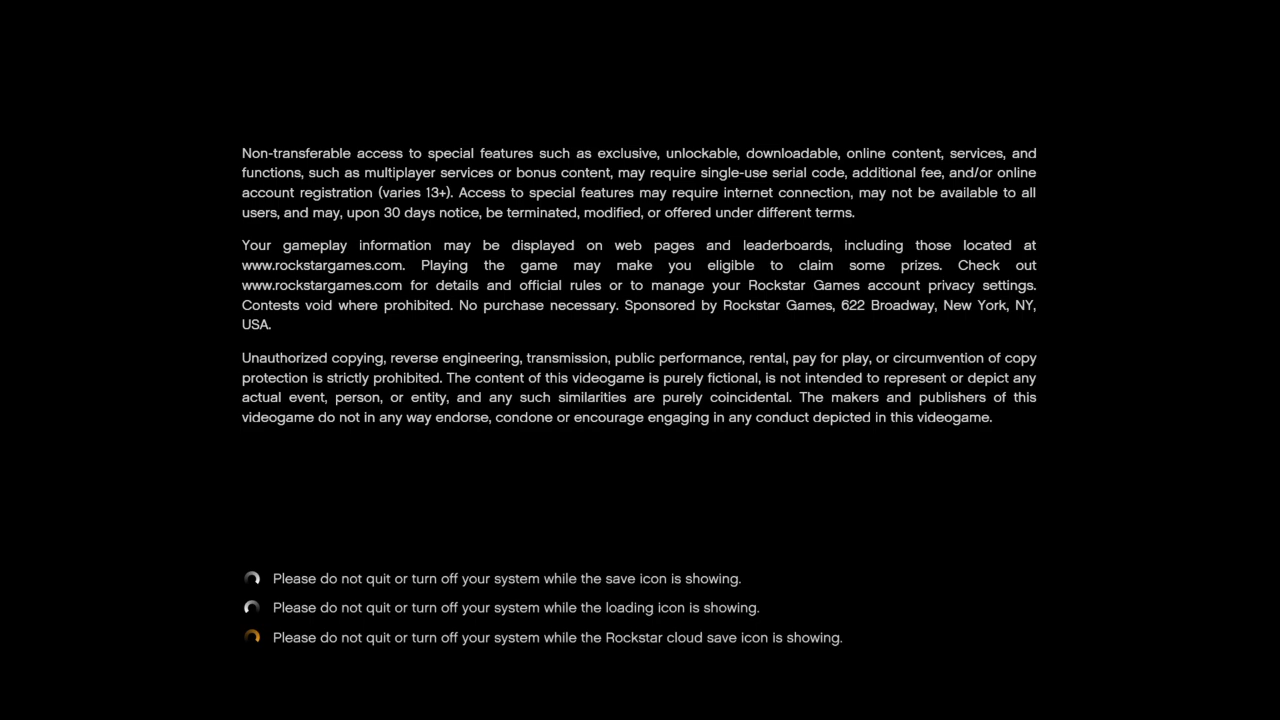 Non-transferable access to special features such as exclusive, unlockable, downloadable, online content, services, and
functions, such as multiplayer services or bonus content, may require single-use serial code, additional fee, and/or online
account registration (varies 13+). Access to special features may require internet connection, may not be available to all
users, and may, upon 30 days notice, be terminated, modified, or offered under different terms.
Your gameplay information may be displayed on web pages and leaderboards, including those located at
www.rockstargames.com. Playing the game may make you eligible to claim some prizes. Check out
www.rockstargames.com for details and official rules or to manage your Rockstar Games account privacy settings.
Contests void where prohibited. No purchase necessary. Sponsored by Rockstar Games, 622 Broadway, New York, NY,
USA.
Unauthorized copying, reverse engineering, transmission, public performance, rental, pay for play, or circumvention of copy
protection is strictly prohibited. The content of this videogame is purely fictional, is not intended to represent or depict any
actual event, person, or entity, and any such similarities are purely coincidental. The makers and publishers of this
videogame do not in any way endorse, condone or encourage engaging in any conduct depicted in this videogame.
Please do not quit or turn off your system while the save icon is showing.
Please do not quit or turn off your system while the loading icon is showing.
Please do not quit or turn off your system while the Rockstar cloud save icon is showing.